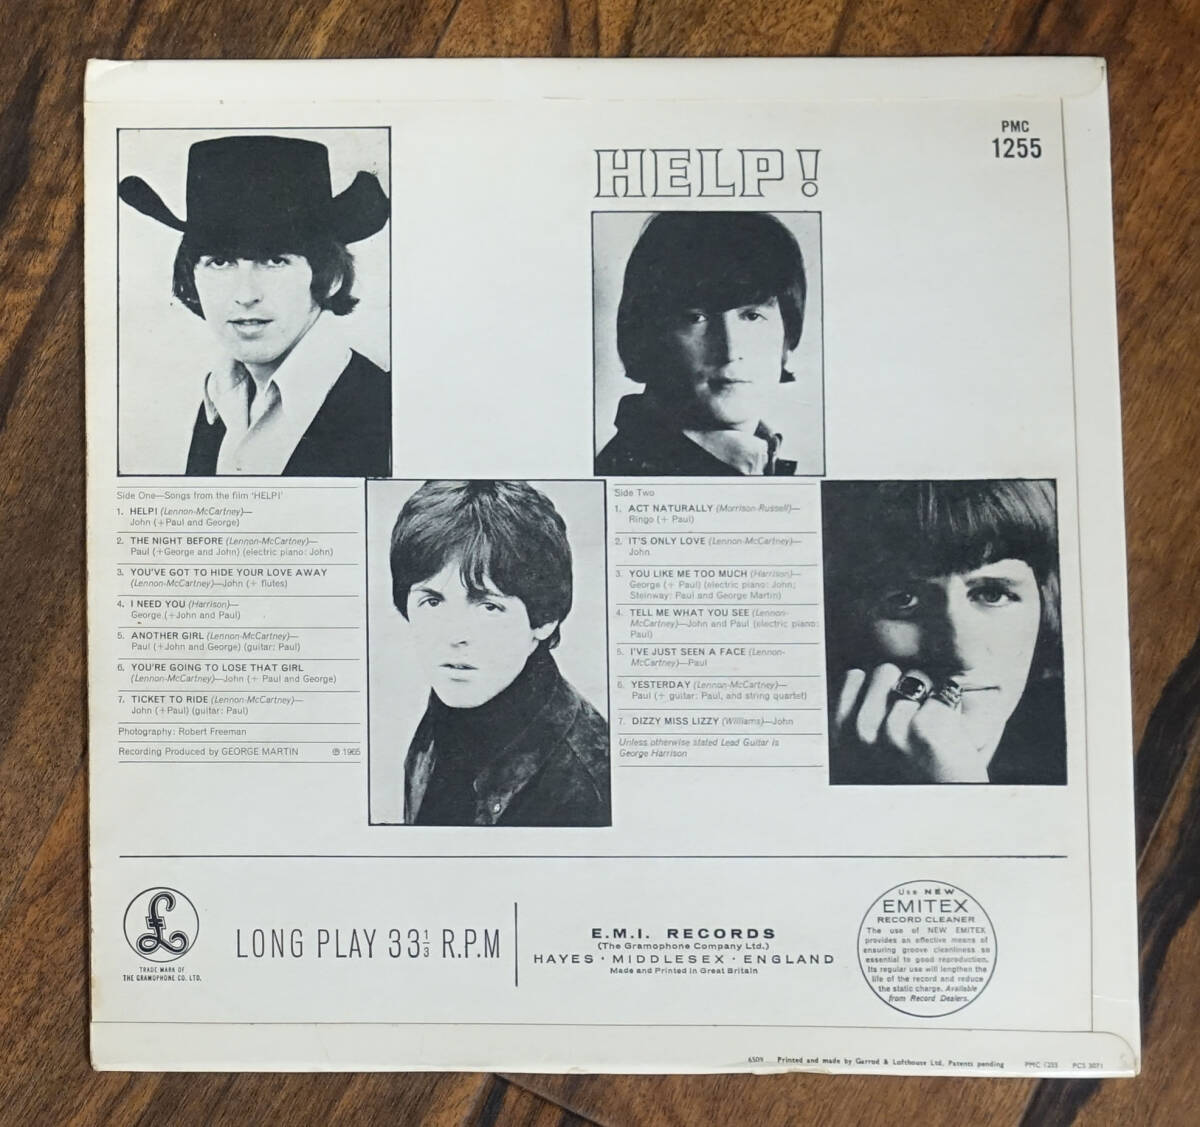 PMC
1255
HELP!
Side One—Songs from the film 'HELP!'
1. HELP! (Lennon-McCartney)—
John (+Paul and George)
2. THE NIGHT BEFORE (Lennon-McCartney)—
Paul (+George and John) (electric piano: John)
3. YOU'VE GOT TO HIDE YOUR LOVE AWAY
(Lennon-McCartney)—John (+ flutes)
4. I NEED YOU (Harrison)—
George (+John and Paul)
5. ANOTHER GIRL (Lennon-McCartney)—
Paul (+John and George) (guitar: Paul)
6. YOU'RE GOING TO LOSE THAT GIRL
(Lennon-McCartney)—John (+ Paul and George)
7. TICKET TO RIDE (Lennon-McCartney)—
John (+Paul) (guitar: Paul)
Photography: Robert Freeman
Recording Produced by GEORGE MARTIN ℗ 1965
Side Two
1. ACT NATURALLY (Morrison-Russell)—
Ringo (+ Paul)
2. IT'S ONLY LOVE (Lennon-McCartney)—
John
3. YOU LIKE ME TOO MUCH (Harrison)—
George (+ Paul) (electric piano: John;
Steinway: Paul and George Martin)
4. TELL ME WHAT YOU SEE (Lennon-
McCartney)—John and Paul (electric piano:
Paul)
5. I'VE JUST SEEN A FACE (Lennon-
McCartney)—Paul
6. YESTERDAY (Lennon-McCartney)—
Paul (+ guitar: Paul, and string quartet)
7. DIZZY MISS LIZZY (Williams)—John
Unless otherwise stated Lead Guitar is
George Harrison
£
TRADE MARK OF
THE GRAMOPHONE CO. LTD.
LONG PLAY 33⅓ R.P.M
E.M.I. RECORDS
(The Gramophone Company Ltd.)
HAYES · MIDDLESEX · ENGLAND
Made and Printed in Great Britain
Use NEW
EMITEX
RECORD CLEANER
The use of NEW EMITEX
provides an effective means of
ensuring groove cleanliness so
essential to good reproduction.
Its regular use will lengthen the
life of the record and reduce
the static charge. Available
from Record Dealers.
6509 Printed and made by Garrod & Lofthouse Ltd. Patents pending PMC 1255 PCS 3071